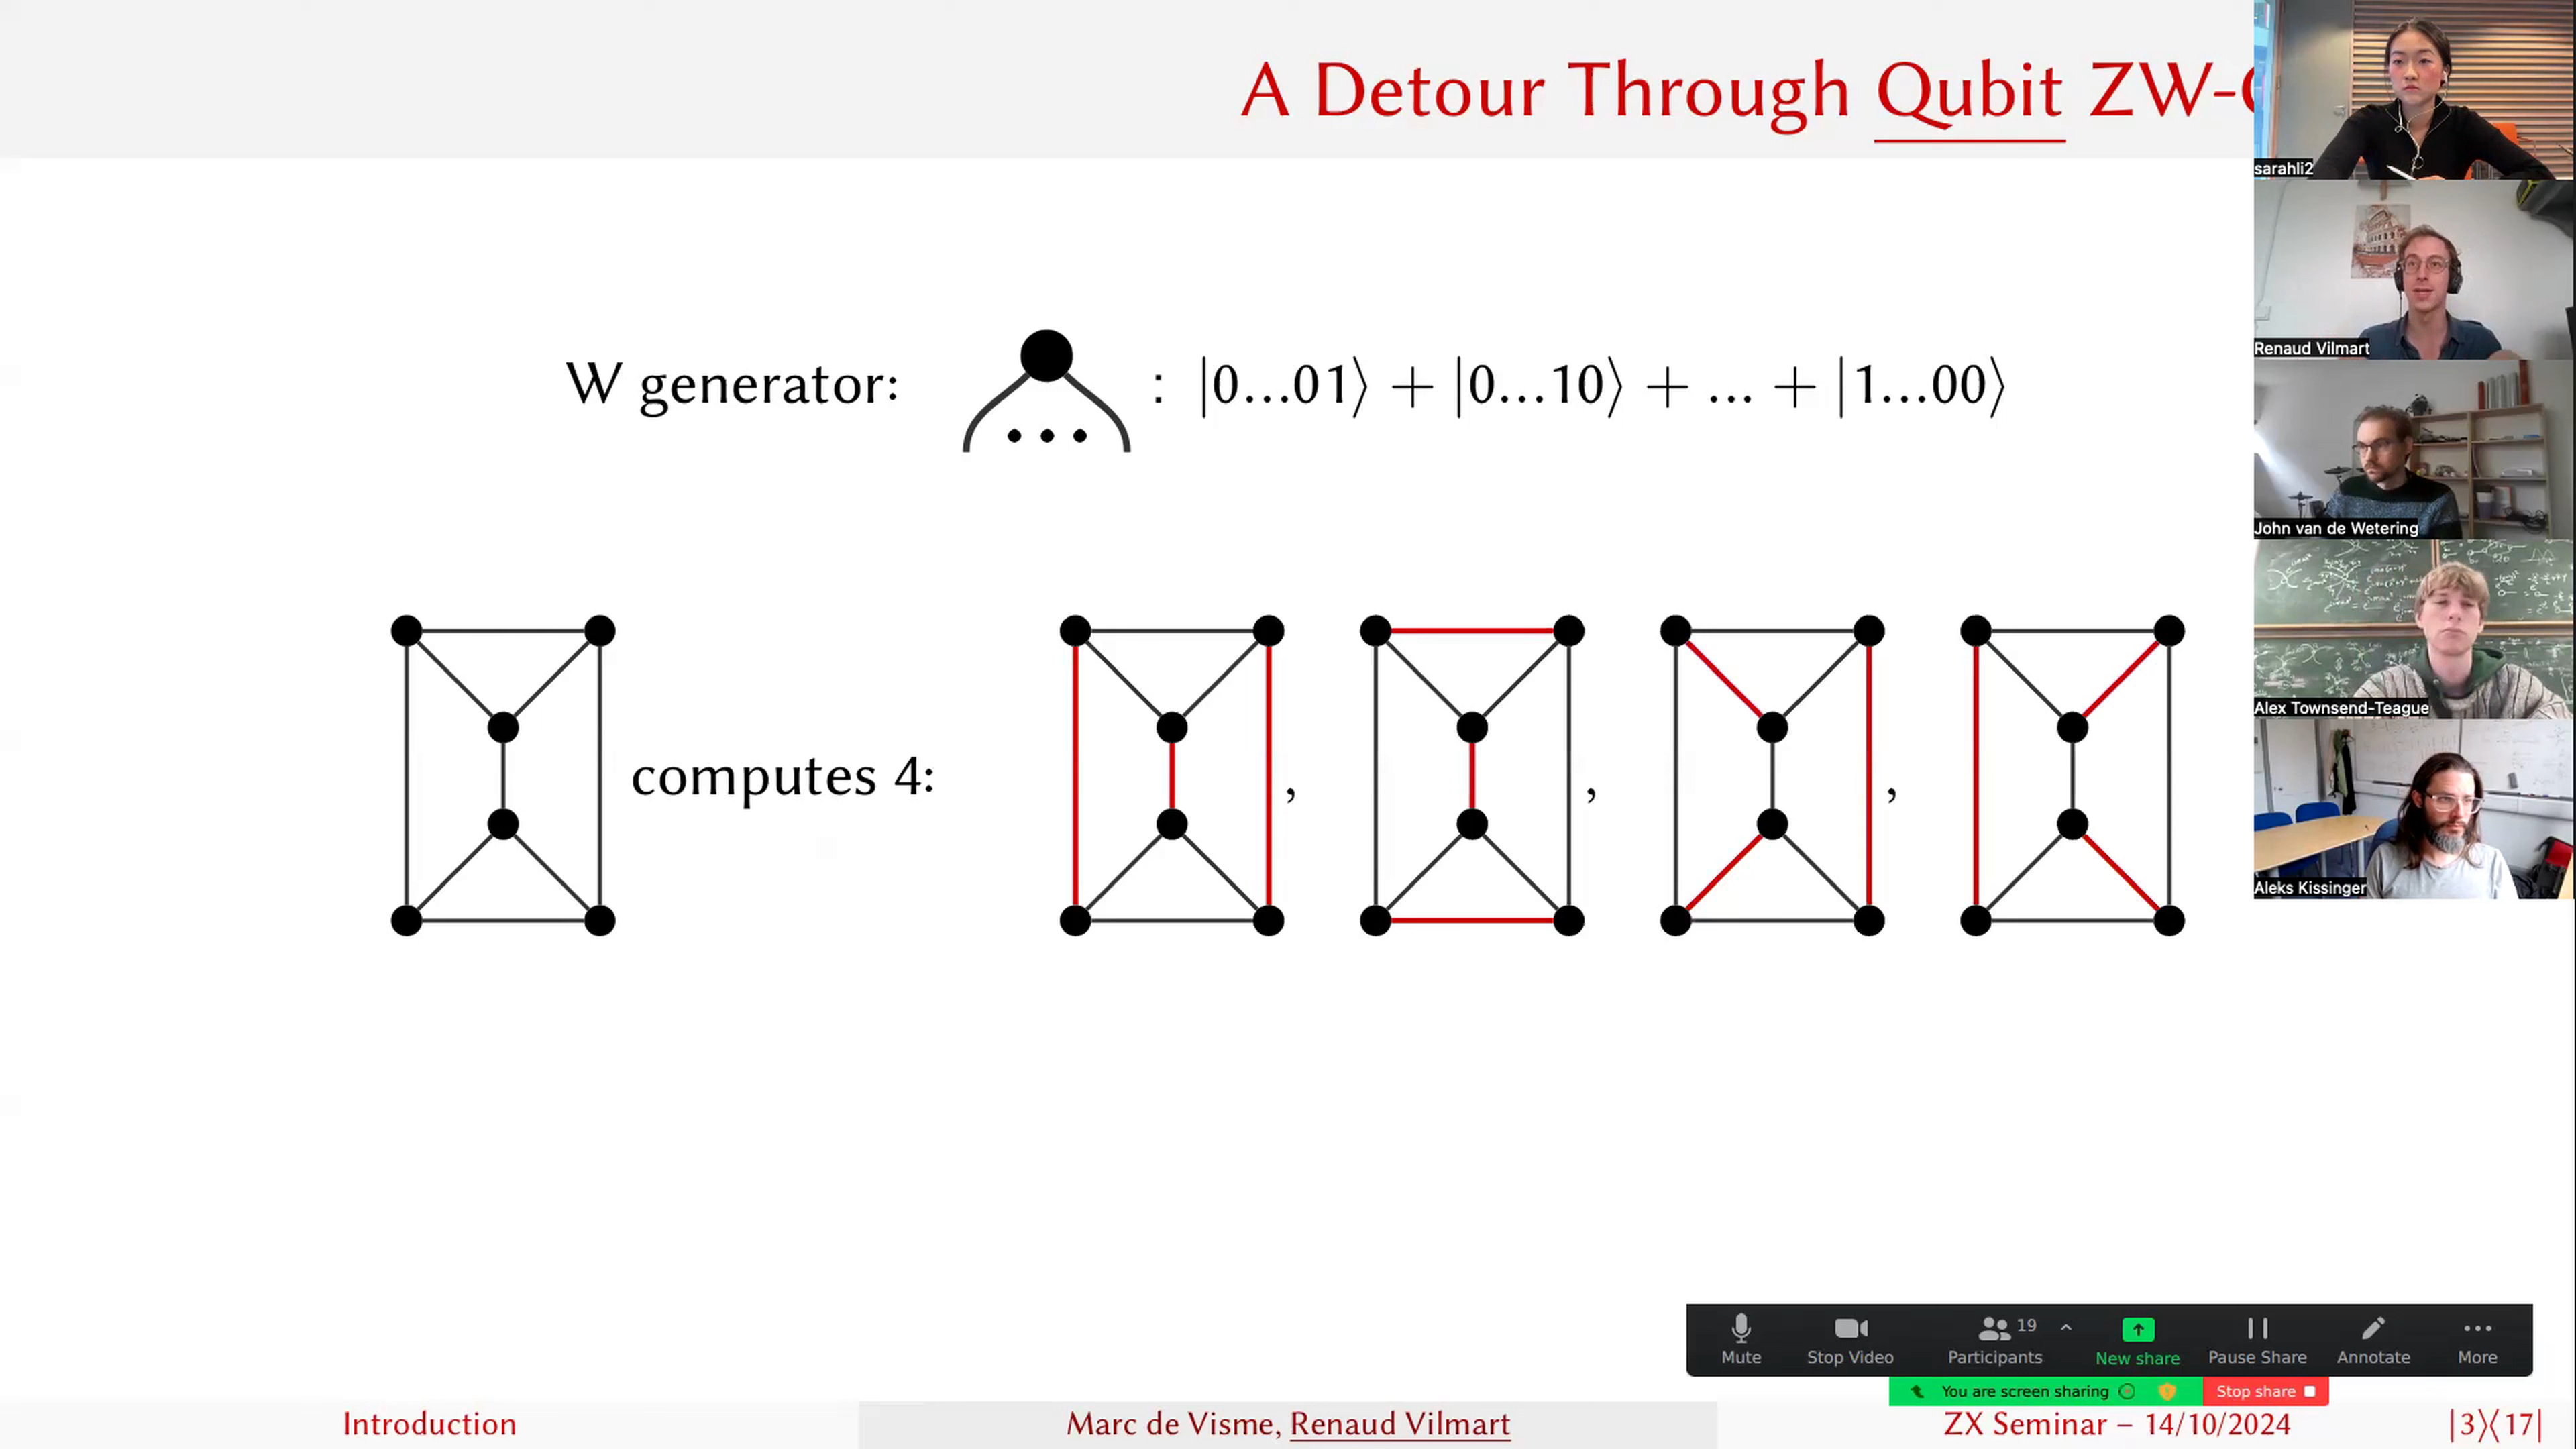 A Detour Through Qubit ZW-
sarahli2
Renaud Vilmart
W generator: : |0...01⟩ + |0...10⟩ + ... + |1...00⟩
John van de Wetering
Alex Townsend-Teague
computes 4: , , ,
Aleks Kissinger
Mute Stop Video Participants 19 New share Pause Share Annotate More
You are screen sharing Stop share
Introduction Marc de Visme, Renaud Vilmart ZX Seminar – 14/10/2024 |3⟩⟨17|